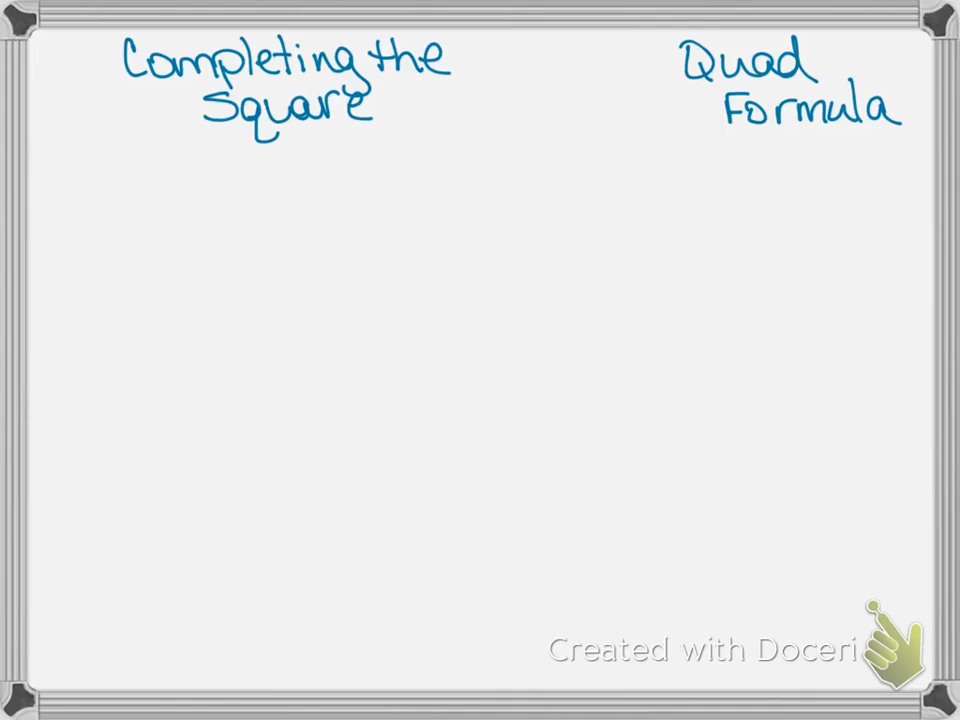 Completing the
Square
Quad
Formula
Created with Doceri